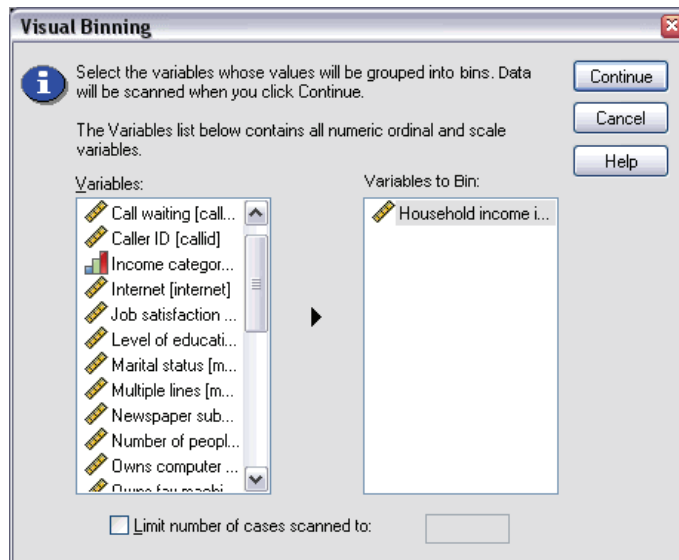 Visual Binning
Select the variables whose values will be grouped into bins. Data
will be scanned when you click Continue.
The Variables list below contains all numeric ordinal and scale
variables.
Continue
Cancel
Help
Variables:
Call waiting [call...
Caller ID [callid]
Income categor...
Internet [internet]
Job satisfaction ...
Level of educati...
Marital status [m...
Multiple lines [m...
Newspaper sub...
Number of peopl...
Owns computer ...
Owns fax machi...
Variables to Bin:
Household income i...
Limit number of cases scanned to: